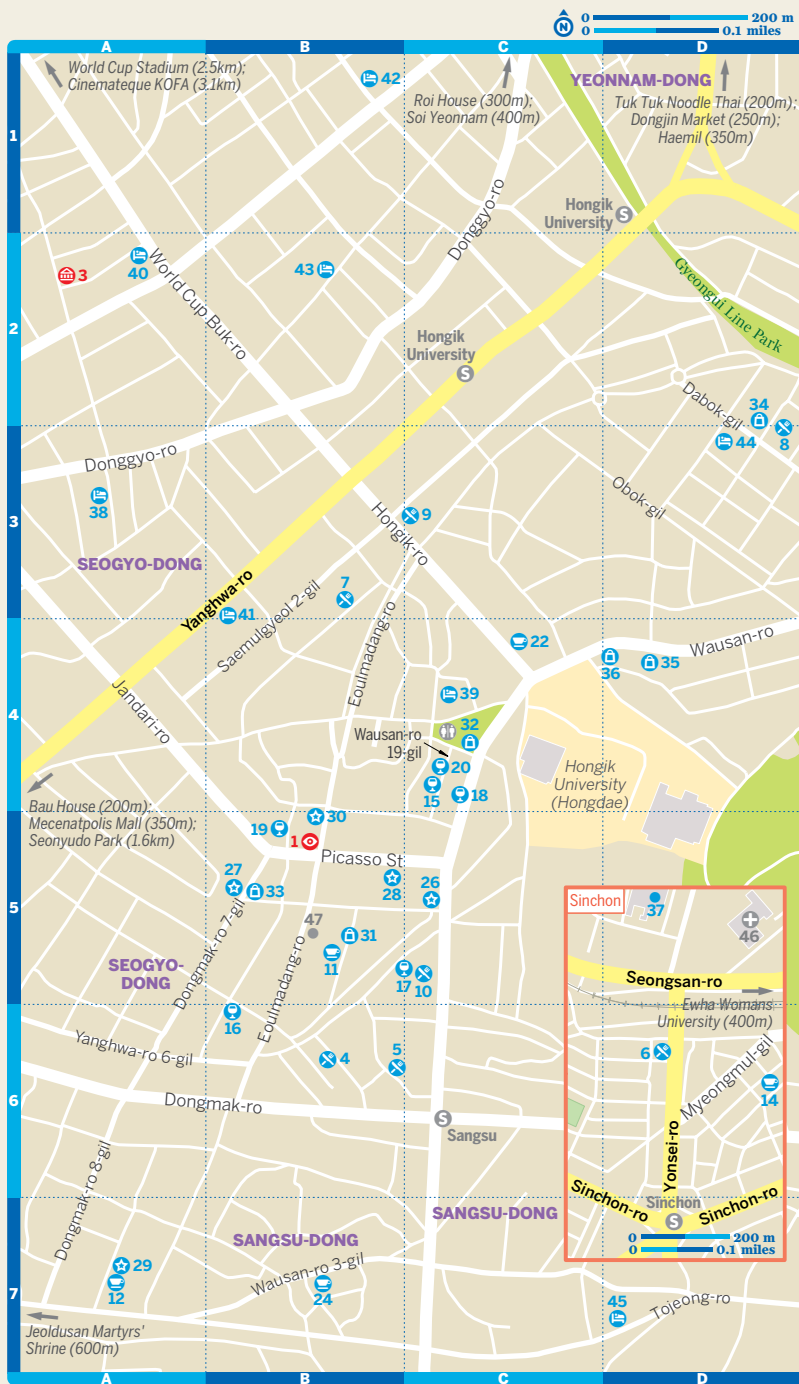 N
0 200 m
0 0.1 miles
A B C D
World Cup Stadium (2.5km);
Cinemateque KOFA (3.1km)
42
Roi House (300m);
Soi Yeonnam (400m)
YEONNAM-DONG
Tuk Tuk Noodle Thai (200m);
Dongjin Market (250m);
Haemil (350m)
1
Donggyo-ro
Hongik
University
S
3
40
World Cup Buk-ro
43
Gyeongui Line Park
2
Hongik
University
S
Dabok-gil
34
44
8
Donggyo-ro
38
Obok-gil
3
9
Hongik-ro
SEOGYO-DONG
Yanghwa-ro
7
41
Saemulgyeol 2-gil
Eoulmadang-ro
22
Wausan-ro
36
35
39
4
Jandari-ro
32
Wausan-ro
19-gil
20
15
18
Hongik
University
(Hongdae)
Bau House (200m);
Mecenatpolis Mall (350m);
Seonyudo Park (1.6km)
30
19
1
Picasso St
27
33
28
26
5
Sinchon
37
46
47
31
11
Dongmak-ro 7-gil
Eoulmadang-ro
SEOGYO-
DONG
17
10
Seongsan-ro
Ewha Womans
University (400m)
16
Yanghwa-ro 6-gil
4
5
6
Myeongmul-gil
14
6
Dongmak-ro
S
Sangsu
Yonsei-ro
Dongmak-ro 8-gil
Sinchon-ro
Sinchon
S
Sinchon-ro
SANGSU-DONG
SANGSU-DONG
0 200 m
0 0.1 miles
29
12
Wausan-ro 3-gil
24
7
45
Tojeong-ro
Jeoldusan Martyrs'
Shrine (600m)
A B C D